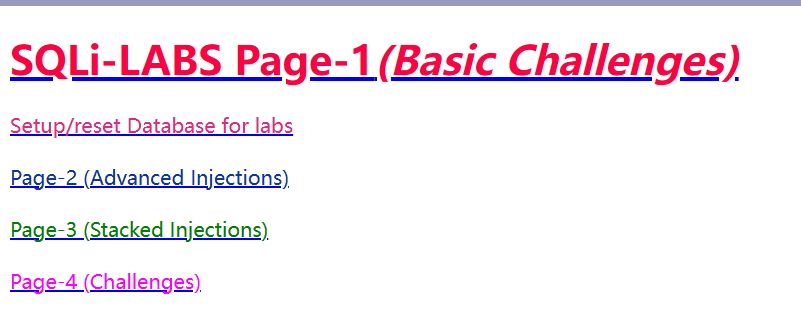 SQLi-LABS Page-1(Basic Challenges)
Setup/reset Database for labs
Page-2 (Advanced Injections)
Page-3 (Stacked Injections)
Page-4 (Challenges)